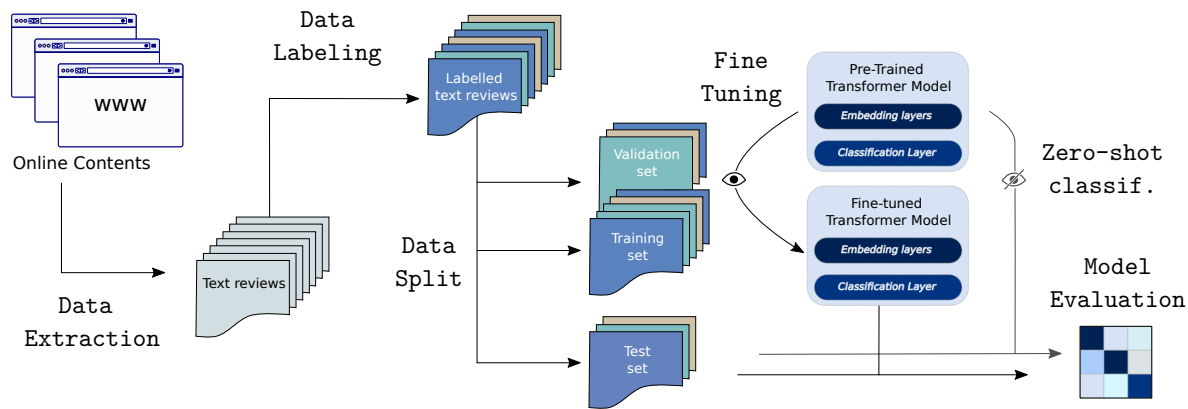 www
Online Contents
Data
Extraction
Text reviews
Data
Labeling
Labelled
text reviews
Data
Split
Validation
set
Training
set
Test
set
Fine
Tuning
Pre-Trained
Transformer Model
Embedding layers
Classification Layer
Fine-tuned
Transformer Model
Embedding layers
Classification Layer
Zero-shot
classif.
Model
Evaluation